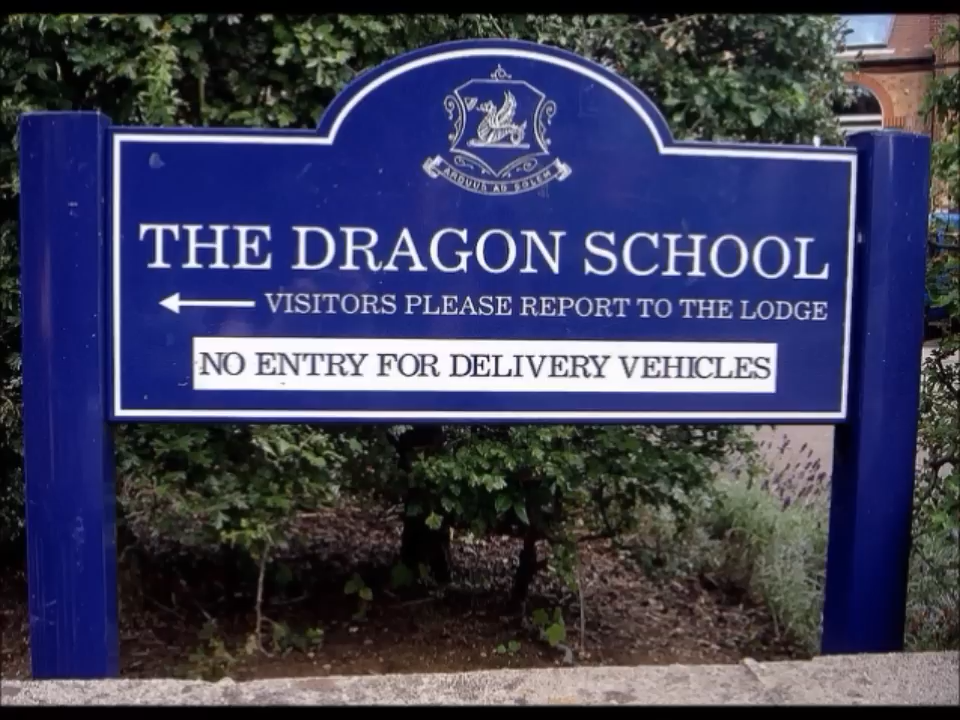 ARDUUS AD SOLEM
THE DRAGON SCHOOL
VISITORS PLEASE REPORT TO THE LODGE
NO ENTRY FOR DELIVERY VEHICLES